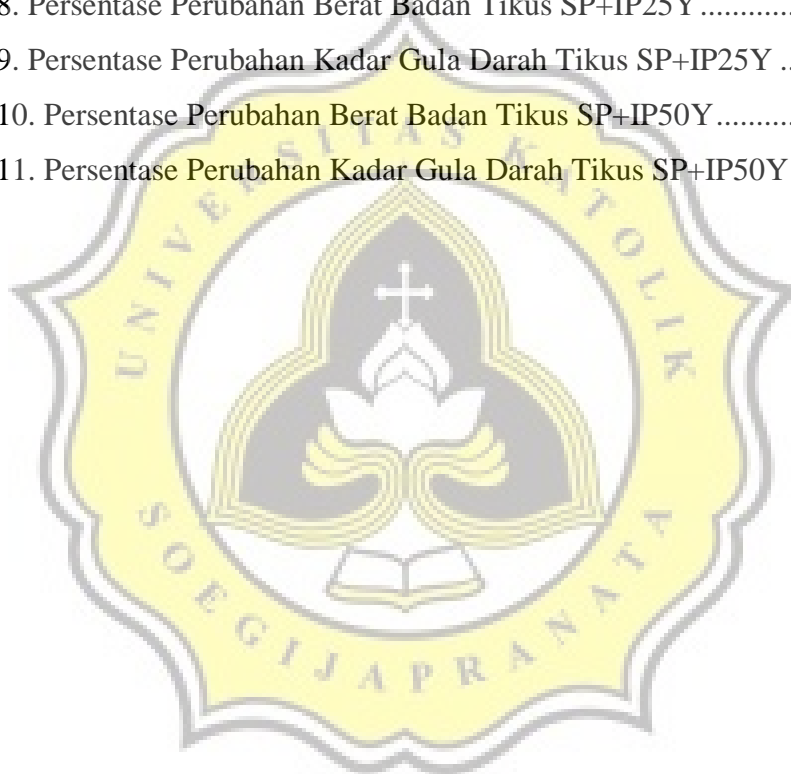 8. Persentase Perubahan Berat Badan Tikus SP+IP25Y .............
9. Persentase Perubahan Kadar Gula Darah Tikus SP+IP25Y ..
10. Persentase Perubahan Berat Badan Tikus SP+IP50Y ..........
11. Persentase Perubahan Kadar Gula Darah Tikus SP+IP50Y
UNIVERSITAS KATOLIK
SOEGIJAPRANATA